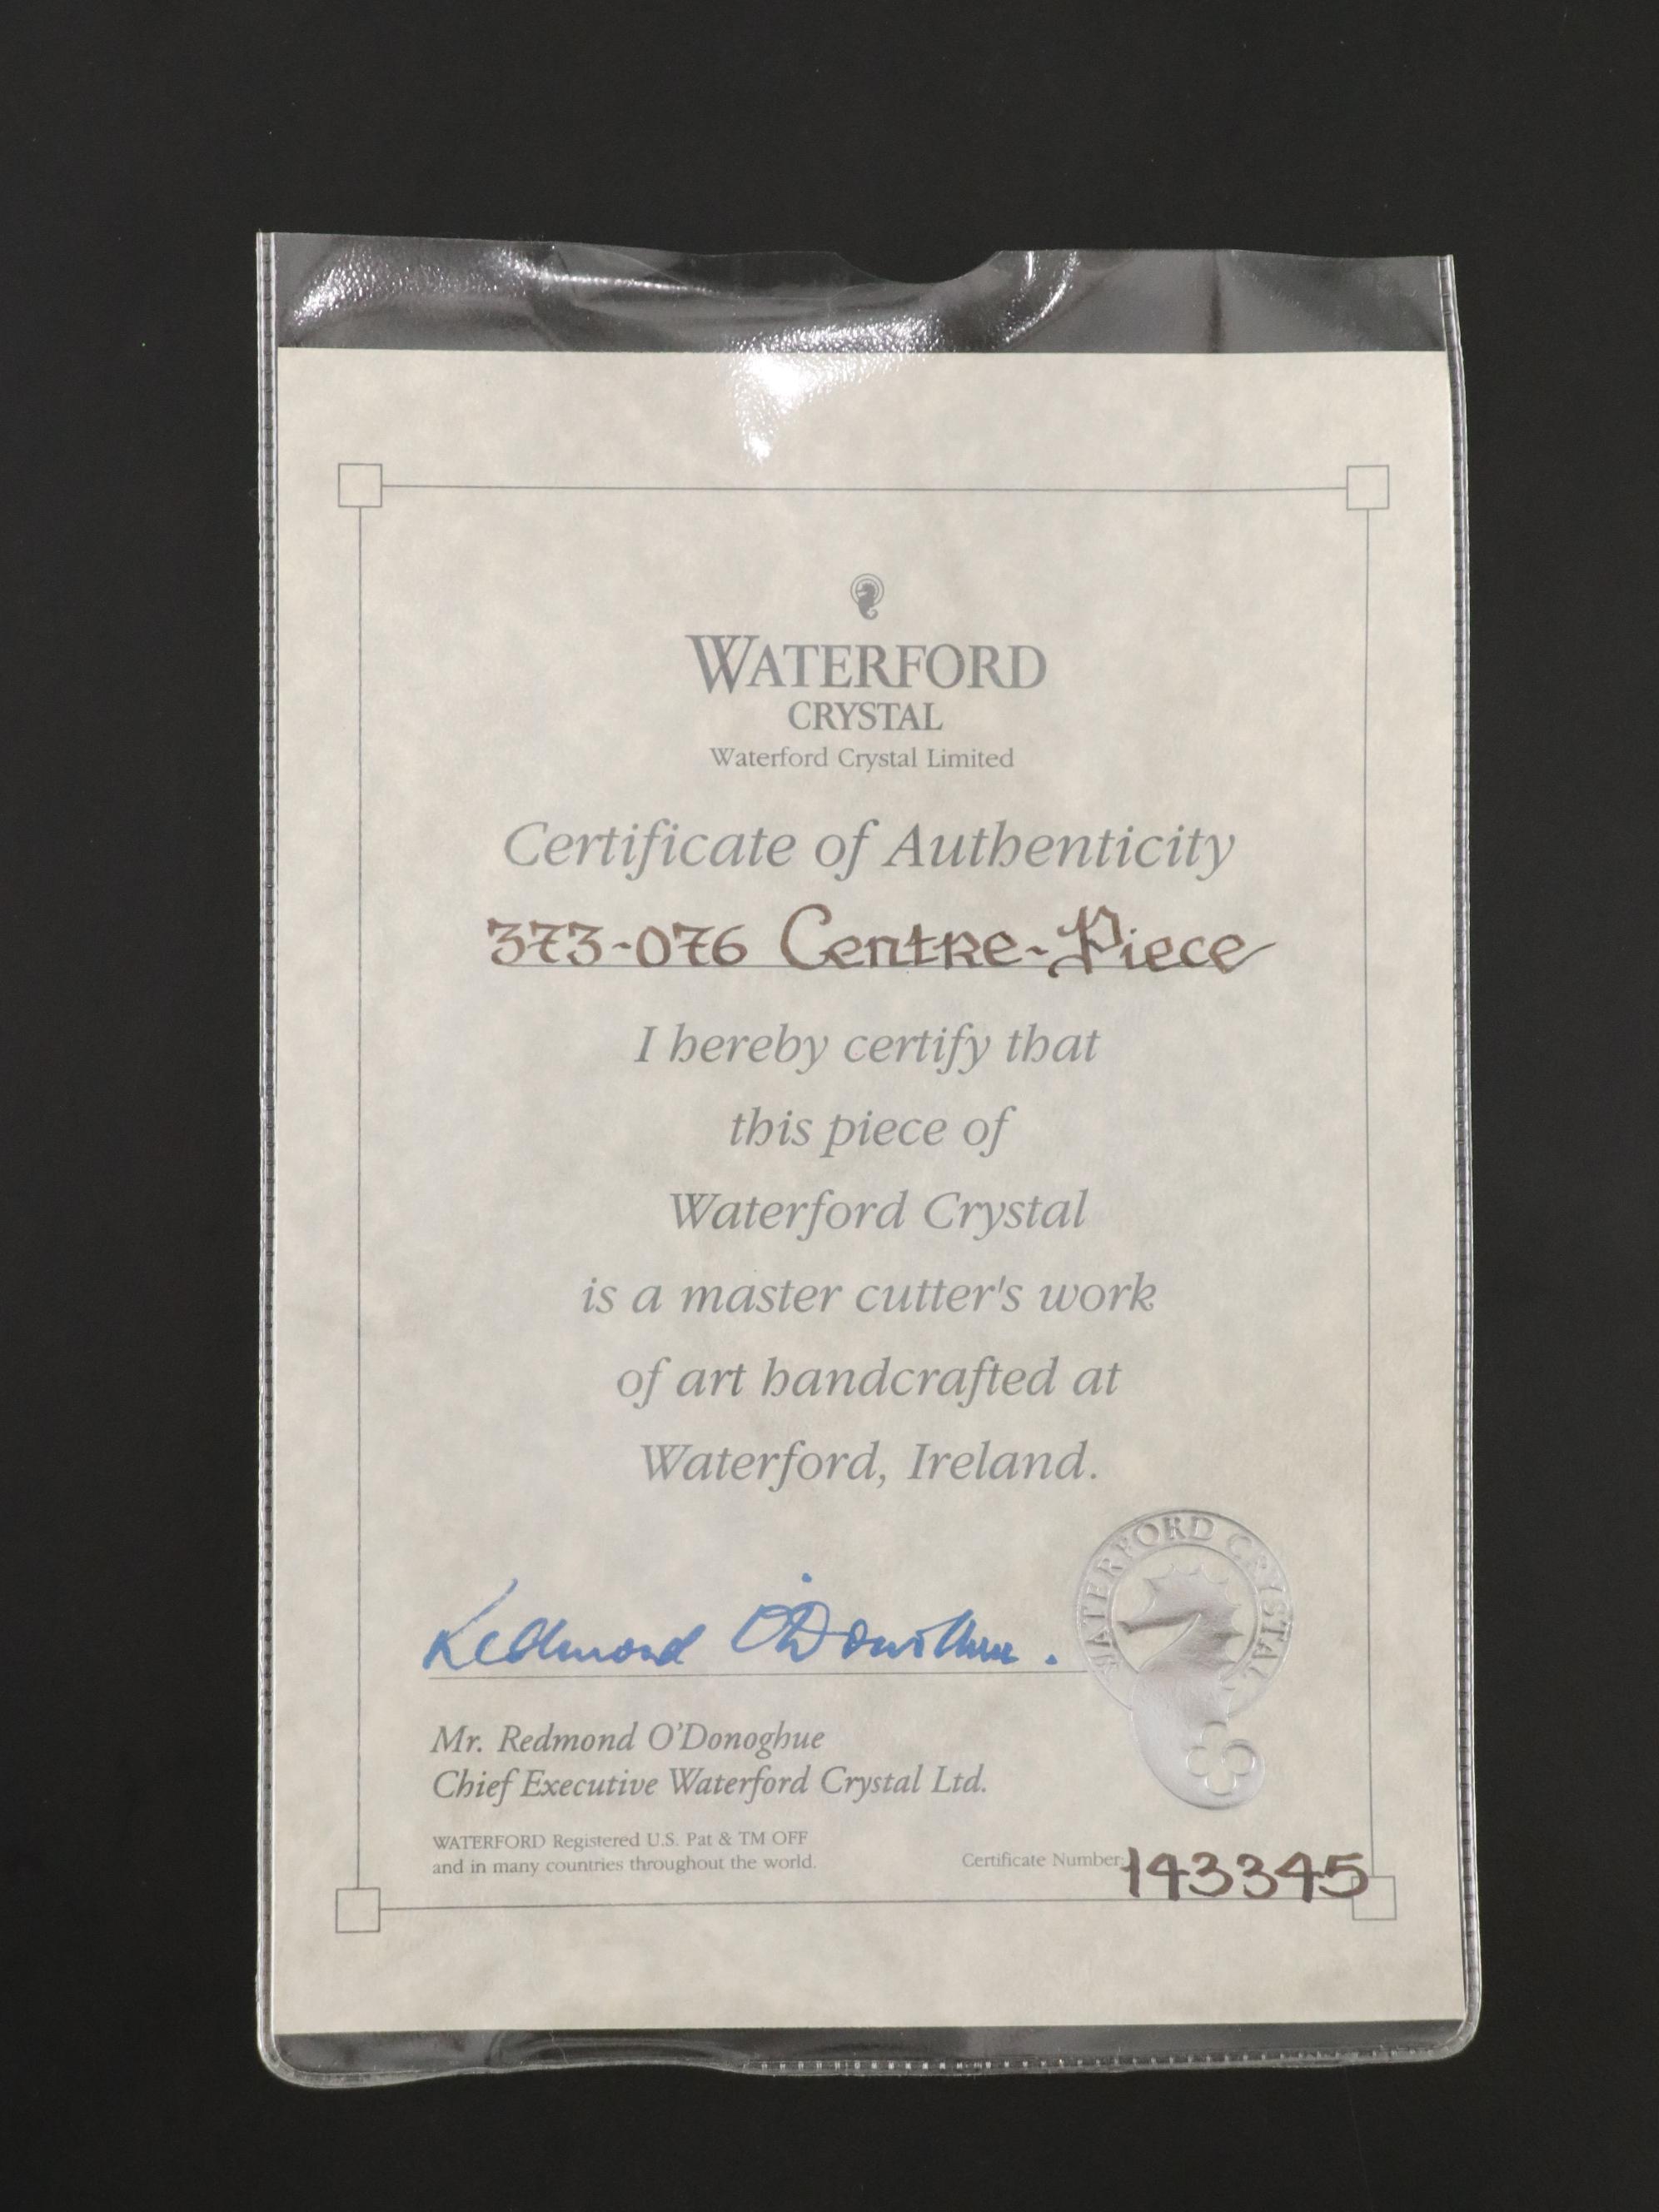 WATERFORD
CRYSTAL
Waterford Crystal Limited
Certificate of Authenticity
373-076 Centre-Piece
I hereby certify that
this piece of
Waterford Crystal
is a master cutter's work
of art handcrafted at
Waterford, Ireland.
WATERFORD CRYSTAL
Redmond O'Donoghue.
Mr. Redmond O'Donoghue
Chief Executive Waterford Crystal Ltd.
WATERFORD Registered U.S. Pat & TM OFF
and in many countries throughout the world.
Certificate Number: 143345